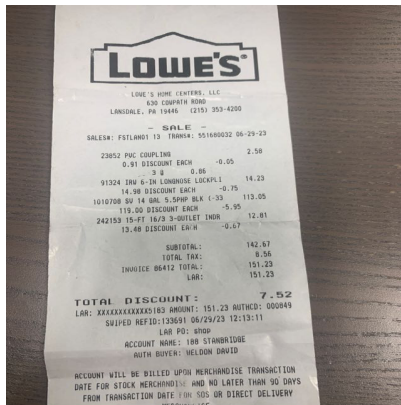 LOWE'S
LOWE'S HOME CENTERS, LLC
630 COWPATH ROAD
LANSDALE, PA 19446 (215) 353-4200
- SALE -
SALES#: FSTLAN01 13 TRANS#: 551680032 06-29-23
23852 PVC COUPLING 2.58
0.91 DISCOUNT EACH -0.05
3 @ 0.86
91324 IRW 6-IN LONGNOSE LOCKPLI 14.23
14.98 DISCOUNT EACH -0.75
1010708 SV 14 GAL 5.5PHP BLK (-33 113.05
119.00 DISCOUNT EACH -5.95
242153 15-FT 16/3 3-OUTLET INDR 12.81
13.48 DISCOUNT EACH -0.67
SUBTOTAL: 142.67
TOTAL TAX: 8.56
INVOICE 86412 TOTAL: 151.23
LAR: 151.23
TOTAL DISCOUNT: 7.52
LAR: XXXXXXXXXXXX5183 AMOUNT: 151.23 AUTHCD: 000849
SWIPED REFID:133691 06/29/23 12:13:11
LAR PO: shop
ACCOUNT NAME: 188 STANBRIDGE
AUTH BUYER: WELDON DAVID
ACCOUNT WILL BE BILLED UPON MERCHANDISE TRANSACTION
DATE FOR STOCK MERCHANDISE AND NO LATER THAN 90 DAYS
FROM TRANSACTION DATE FOR SOS OR DIRECT DELIVERY